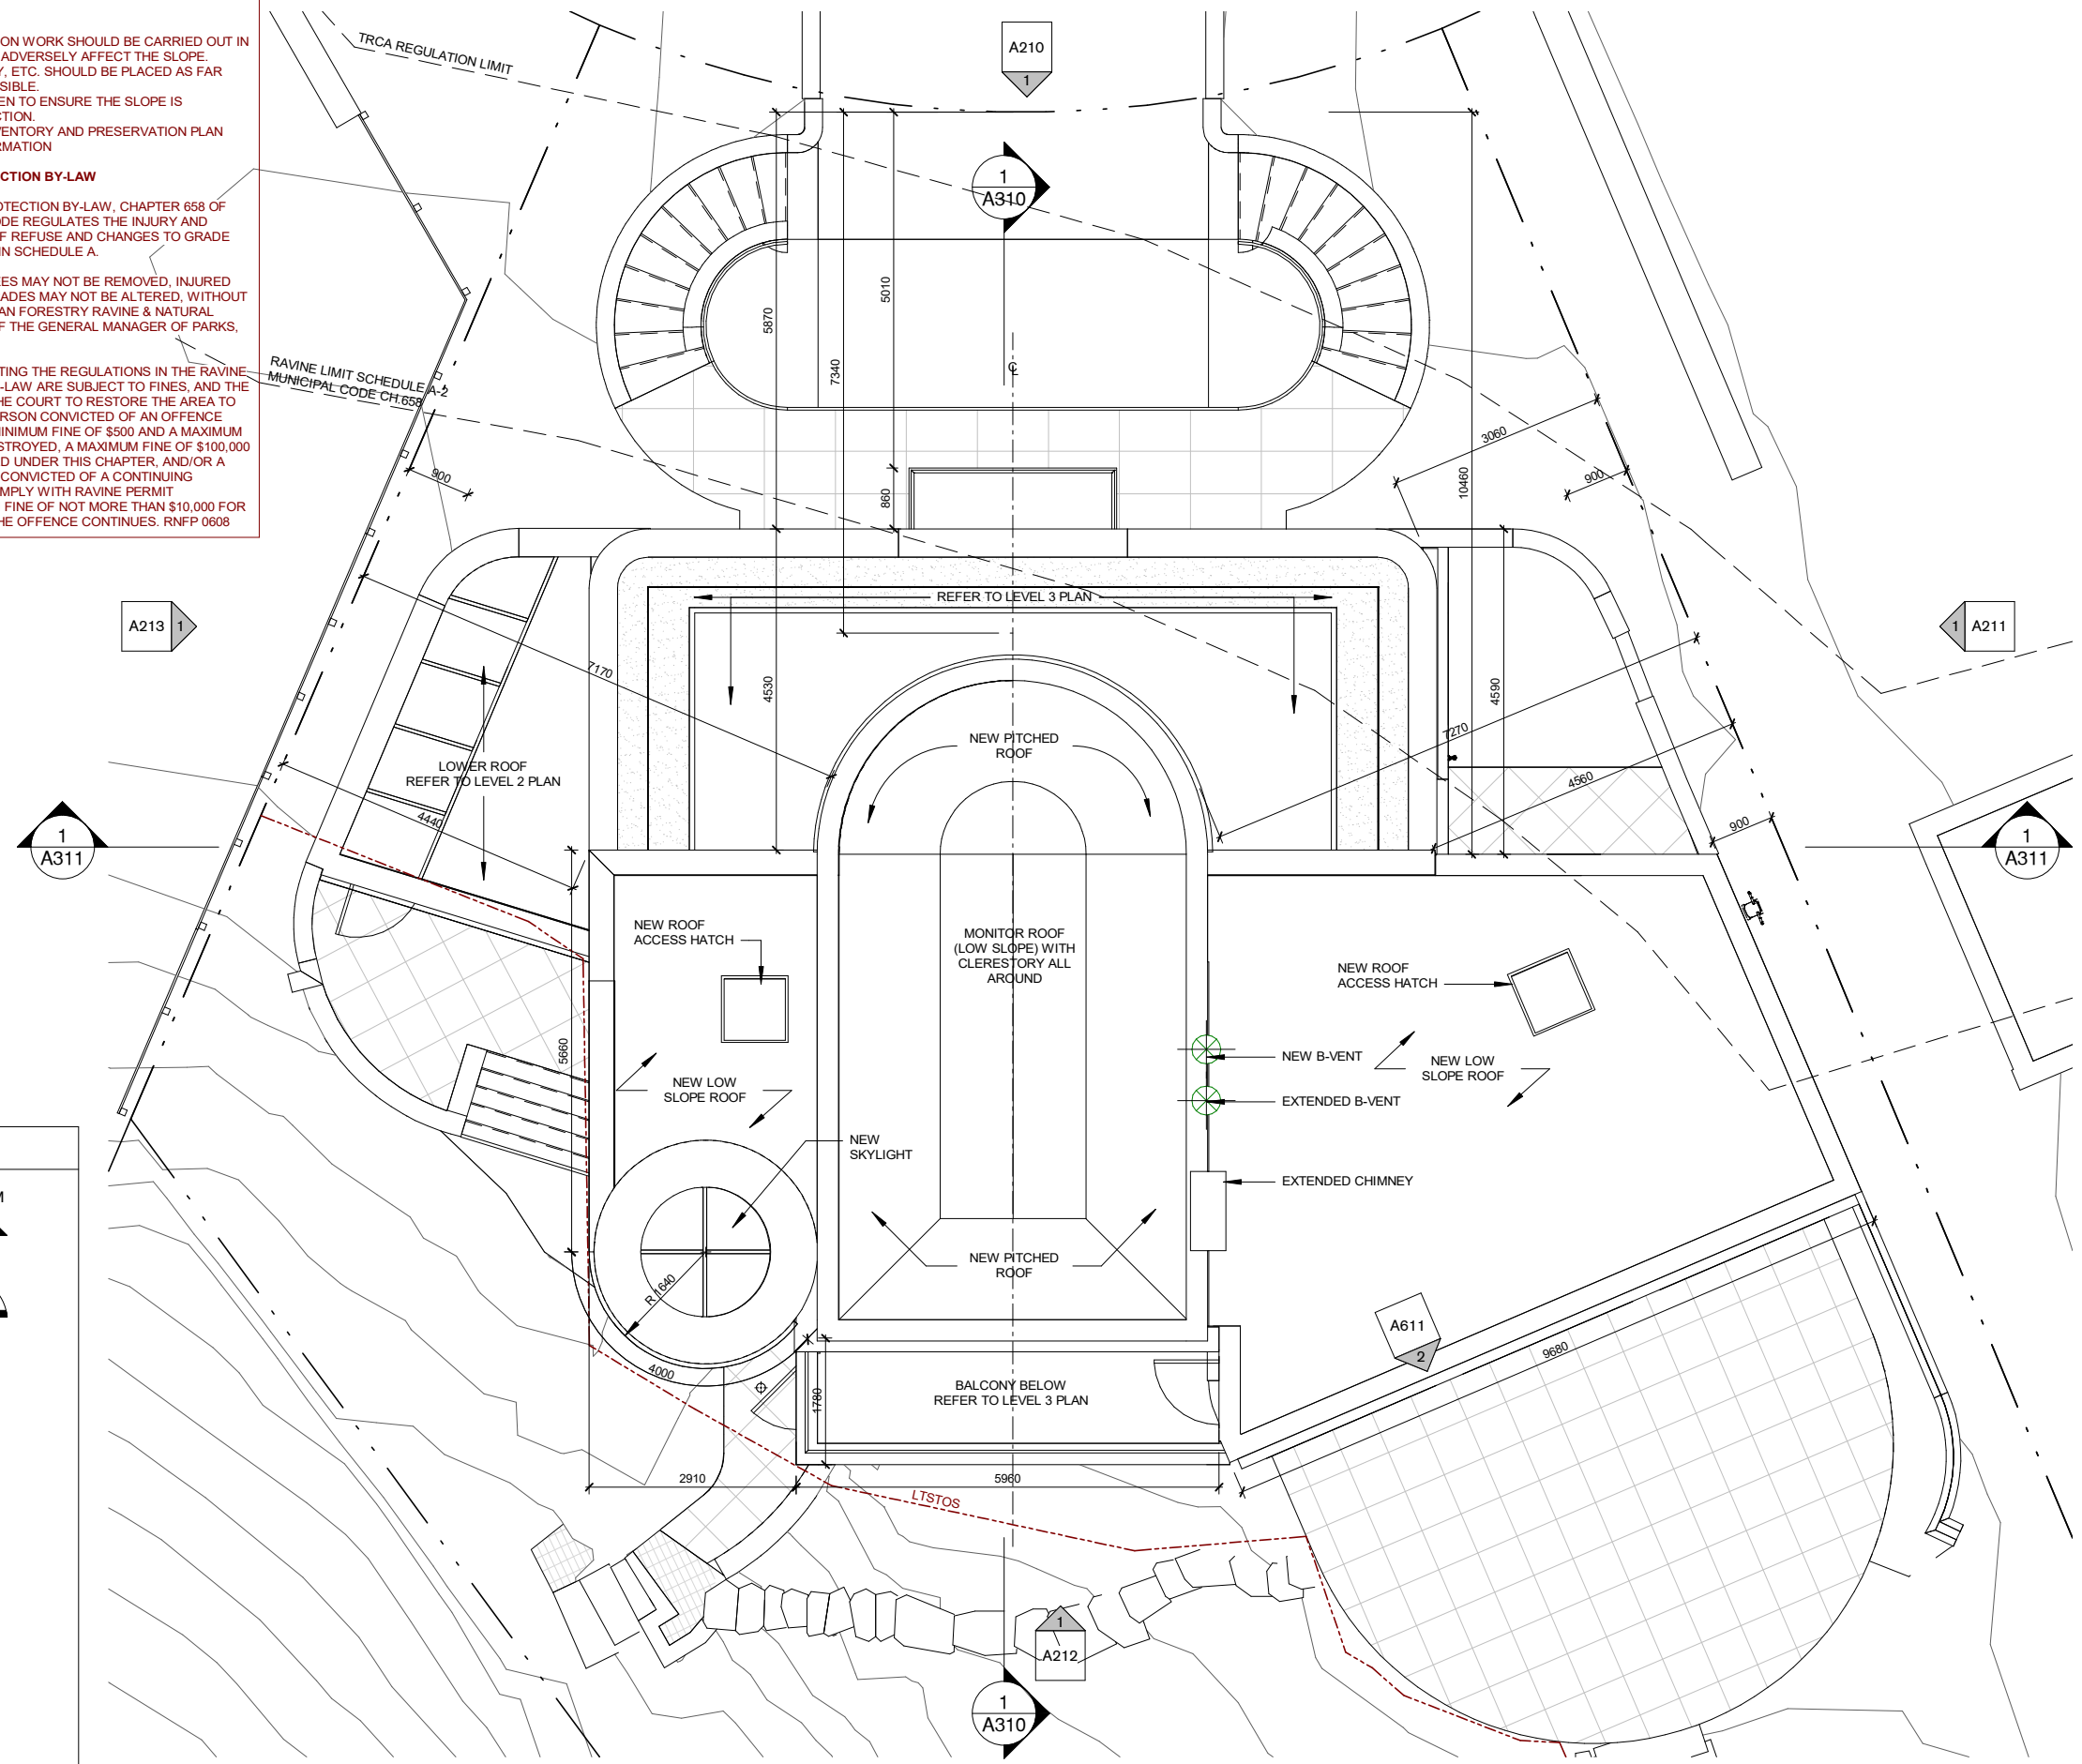 ON WORK SHOULD BE CARRIED OUT IN
ADVERSELY AFFECT THE SLOPE.
Y, ETC. SHOULD BE PLACED AS FAR
SIBLE.
EN TO ENSURE THE SLOPE IS
CTION.
VENTORY AND PRESERVATION PLAN
RMATION
CTION BY-LAW
OTECTION BY-LAW, CHAPTER 658 OF
ODE REGULATES THE INJURY AND
OF REFUSE AND CHANGES TO GRADE
IN SCHEDULE A.
EES MAY NOT BE REMOVED, INJURED
ADES MAY NOT BE ALTERED, WITHOUT
AN FORESTRY RAVINE & NATURAL
F THE GENERAL MANAGER OF PARKS,
TING THE REGULATIONS IN THE RAVINE
-LAW ARE SUBJECT TO FINES, AND THE
HE COURT TO RESTORE THE AREA TO
RSON CONVICTED OF AN OFFENCE
MINIMUM FINE OF $500 AND A MAXIMUM
STROYED, A MAXIMUM FINE OF $100,000
D UNDER THIS CHAPTER, AND/OR A
CONVICTED OF A CONTINUING
MPLY WITH RAVINE PERMIT
FINE OF NOT MORE THAN $10,000 FOR
HE OFFENCE CONTINUES. RNFP 0608
TRCA REGULATION LIMIT
A210
1
1
A310
RAVINE LIMIT SCHEDULE A-2
MUNICIPAL CODE CH.658
5870
7340
5010
860
10460
3060
900
900
A213 1
1 A211
REFER TO LEVEL 3 PLAN
7170
4530
4590
7270
4560
900
NEW PITCHED
ROOF
LOWER ROOF
REFER TO LEVEL 2 PLAN
4440
1
A311
1
A311
NEW ROOF
ACCESS HATCH
MONITOR ROOF
(LOW SLOPE) WITH
CLERESTORY ALL
AROUND
NEW ROOF
ACCESS HATCH
5660
NEW LOW
SLOPE ROOF
NEW B-VENT
NEW LOW
SLOPE ROOF
EXTENDED B-VENT
NEW
SKYLIGHT
EXTENDED CHIMNEY
M
NEW PITCHED
ROOF
R 1640
4000
A611
2
9680
1780
BALCONY BELOW
REFER TO LEVEL 3 PLAN
2910
5960
LTSTOS
1
A212
1
A310